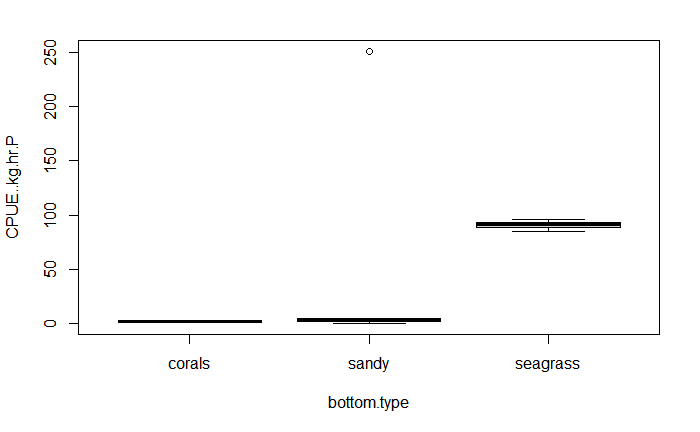 250
200
150
100
50
0
CPUE..kg.hr.P
corals
sandy
seagrass
bottom.type